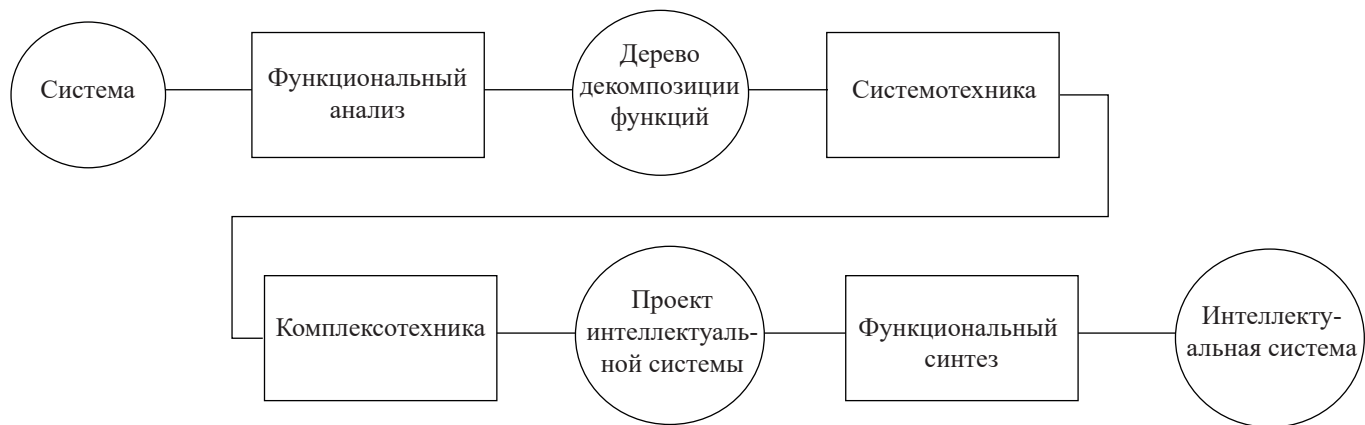 Система
Функциональный
анализ
Дерево
декомпозиции
функций
Системотехника
Комплексотехника
Проект
интеллектуаль-
ной системы
Функциональный
синтез
Интеллекту-
альная система